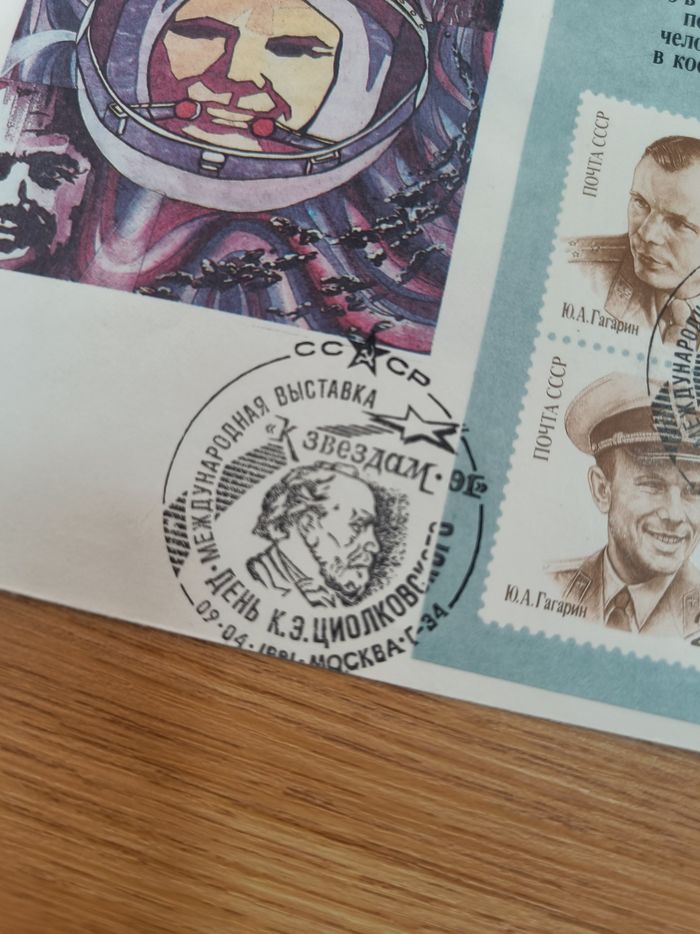 в кос
ПОЧТА СССР
Ю.А.Гагарин
ПОЧТА СССР
Ю.А.Гагарин
СССР
МЕЖДУНАРОДНАЯ ВЫСТАВКА
«К звездам·91»
ДЕНЬ К.Э.ЦИОЛКОВСКОГО
09·04·1991·МОСКВА·Г-34
МЕЖДУНАРО